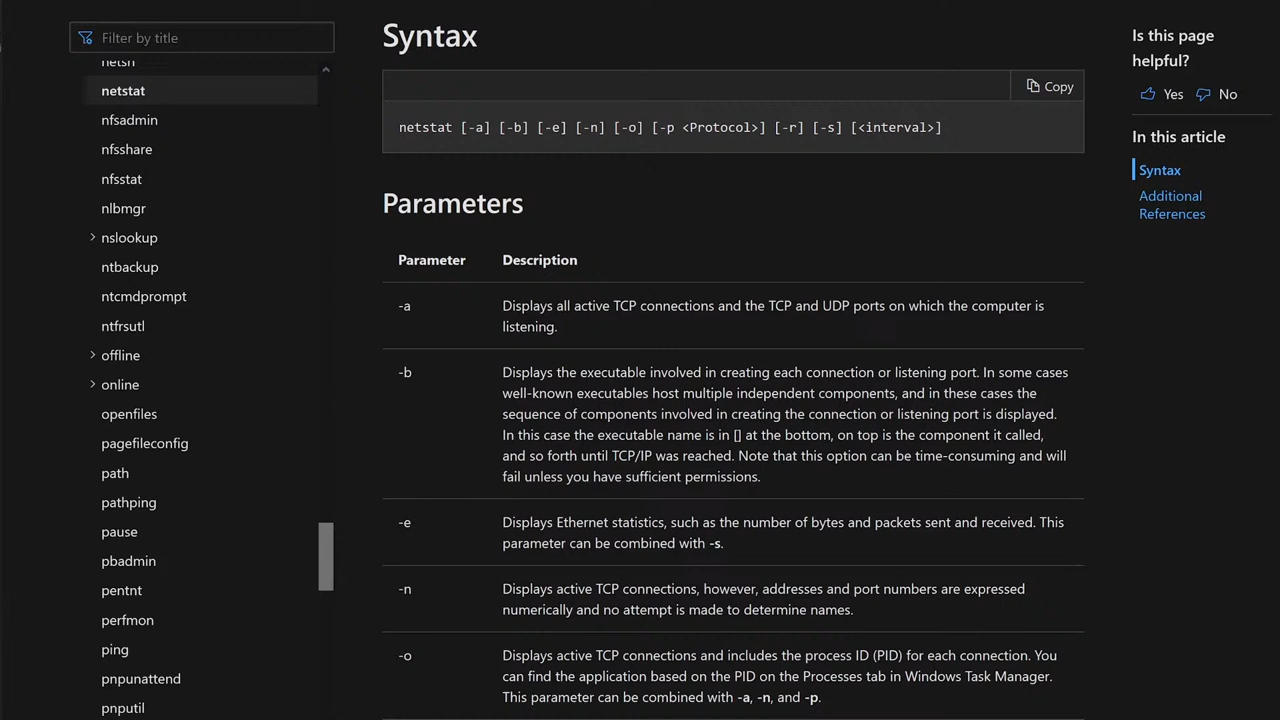 Filter by title
netsh
netstat
nfsadmin
nfsshare
nfsstat
nlbmgr
nslookup
ntbackup
ntcmdprompt
ntfrsutl
offline
online
openfiles
pagefileconfig
path
pathping
pause
pbadmin
pentnt
perfmon
ping
pnpunattend
pnputil
Syntax
Copy
netstat [-a] [-b] [-e] [-n] [-o] [-p <Protocol>] [-r] [-s] [<interval>]
Parameters
Parameter Description
-a Displays all active TCP connections and the TCP and UDP ports on which the computer is
listening.
-b Displays the executable involved in creating each connection or listening port. In some cases
well-known executables host multiple independent components, and in these cases the
sequence of components involved in creating the connection or listening port is displayed.
In this case the executable name is in [] at the bottom, on top is the component it called,
and so forth until TCP/IP was reached. Note that this option can be time-consuming and will
fail unless you have sufficient permissions.
-e Displays Ethernet statistics, such as the number of bytes and packets sent and received. This
parameter can be combined with -s.
-n Displays active TCP connections, however, addresses and port numbers are expressed
numerically and no attempt is made to determine names.
-o Displays active TCP connections and includes the process ID (PID) for each connection. You
can find the application based on the PID on the Processes tab in Windows Task Manager.
This parameter can be combined with -a, -n, and -p.
Is this page
helpful?
Yes No
In this article
Syntax
Additional
References